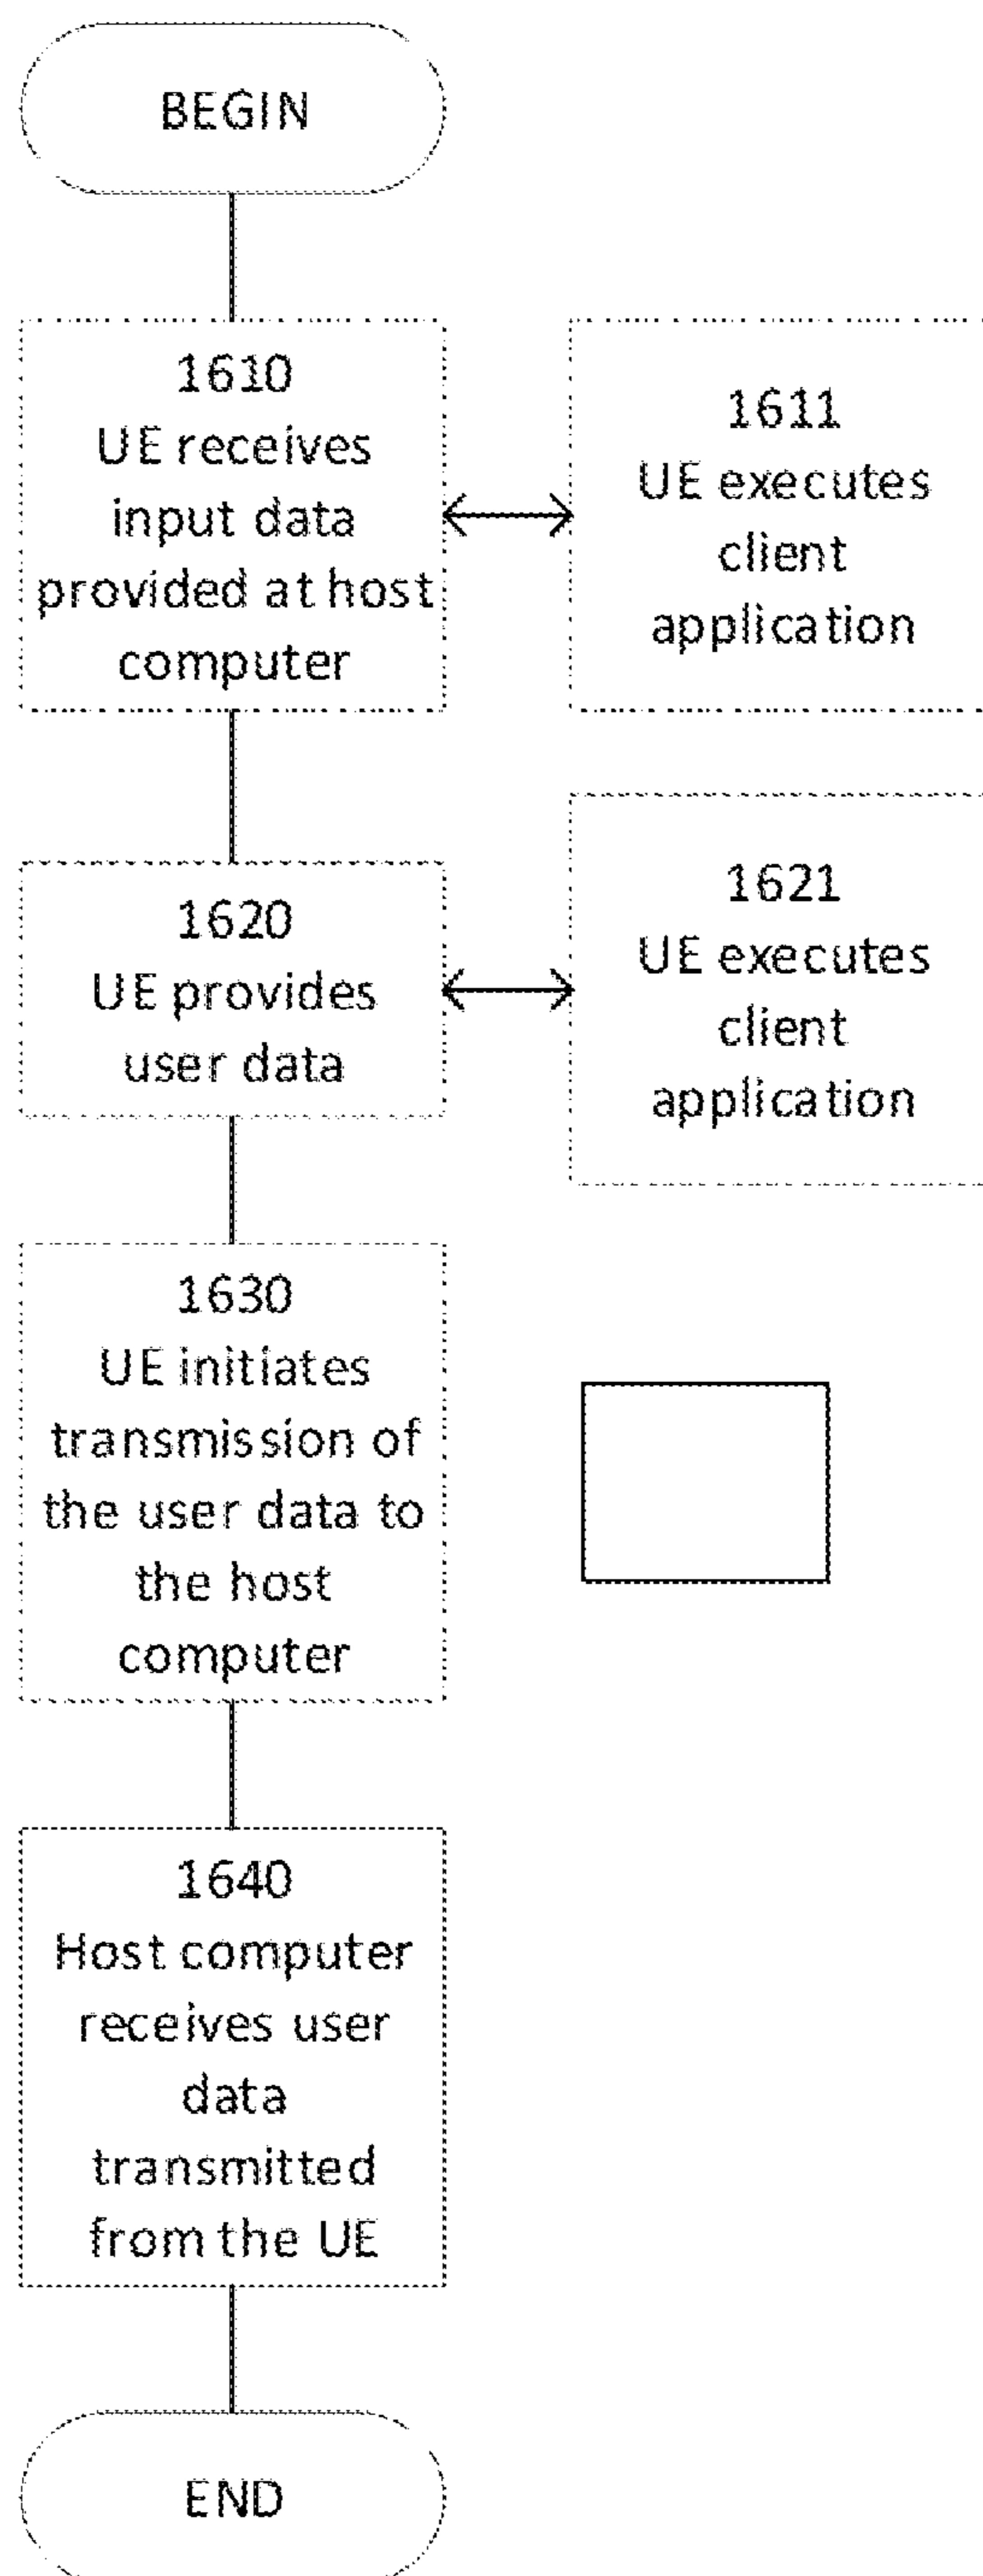 BEGIN
1610
UE receives
input data
provided at host
computer
1611
UE executes
client
application
1620
UE provides
user data
1621
UE executes
client
application
1630
UE initiates
transmission of
the user data to
the host
computer
1640
Host computer
receives user
data
transmitted
from the UE
END